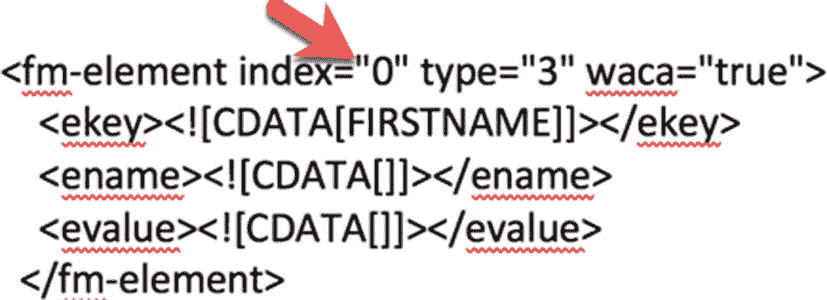 <fm-element index="0" type="3" waca="true">
<ekey><![CDATA[FIRSTNAME]]></ekey>
<ename><![CDATA[]]></ename>
<evalue><![CDATA[]]></evalue>
</fm-element>